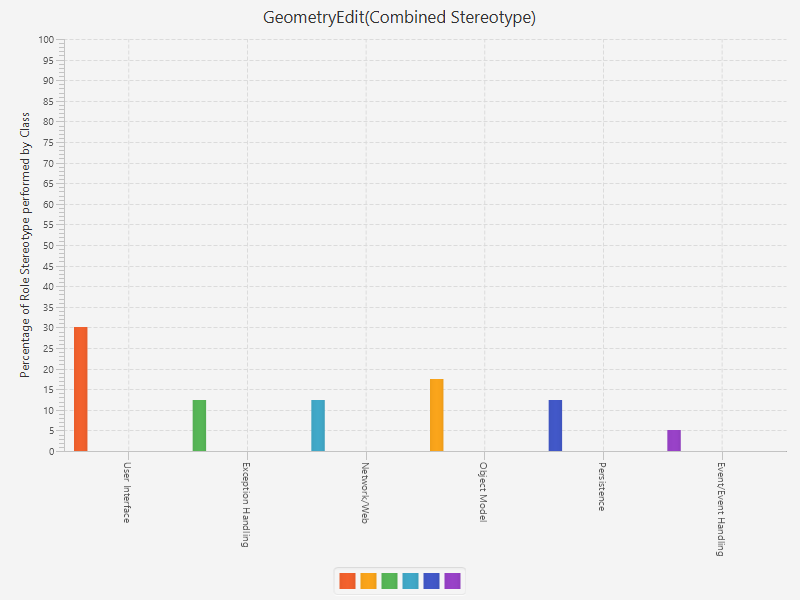 GeometryEdit(Combined Stereotype)
Percentage of Role Stereotype performed by Class
100
95
90
85
80
75
70
65
60
55
50
45
40
35
30
25
20
15
10
5
0
User Interface
Exception Handling
Network/Web
Object Model
Persistence
Event/Event Handling